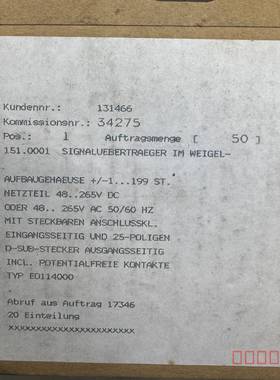 Kundennr.: 131466
Kommissionsnr.: 34275
Pos.: 1 Auftragsmenge [ 50]
151.0001 SIGNALUEBERTRAEGER IM WEIGEL-
AUFBAUGEHAEUSE +/-1...199 ST.
NETZTEIL 48..265V DC
ODER 48.. 265V AC 50/60 HZ
MIT STECKBAREN ANSCHLUSSKL.
EINGANGSSEITIG UND 25-POLIGEN
D-SUB-STECKER AUSGANGSSEITIG
INCL. POTENTIALFREIE KONTAKTE
TYP ED114000
Abruf aus Auftrag 17346
20 Einteilung
xxxxxxxxxxxxxxxxxxxxxxx